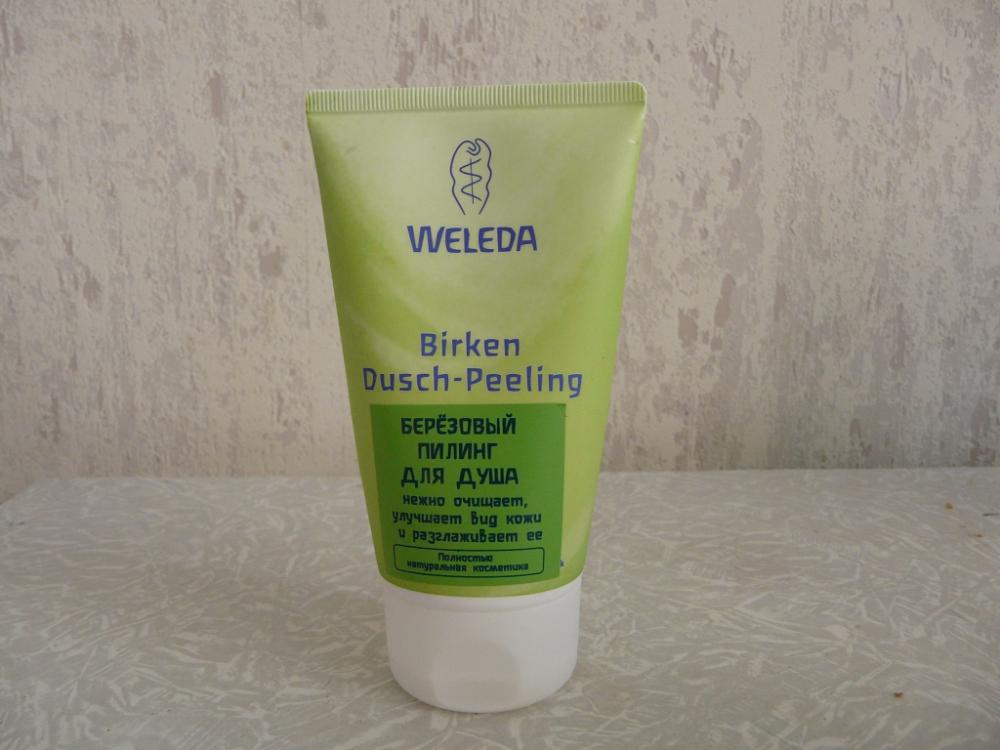 WELEDA
Birken
Dusch-Peeling
БЕРЁЗОВЫЙ
ПИЛИНГ
ДЛЯ ДУША
нежно очищает,
улучшает вид кожи
и разглаживает ее
Полностью
натуральная косметика